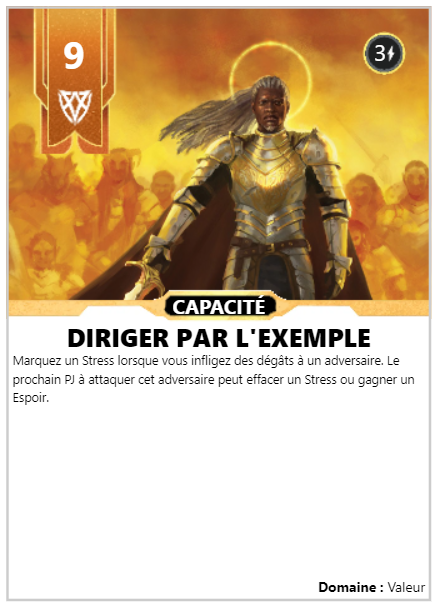 9
3
CAPACITÉ
DIRIGER PAR L'EXEMPLE
Marquez un Stress lorsque vous infligez des dégâts à un adversaire. Le
prochain PJ à attaquer cet adversaire peut effacer un Stress ou gagner un
Espoir.
Domaine : Valeur